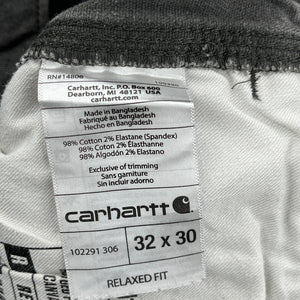 RN#14806
Carhartt, Inc. P.O. Box 600
Dearborn, MI 48121 USA
carhartt.com
Made in Bangladesh
Fabriqué au Bangladesh
Hecho en Bangladesh
98% Cotton 2% Elastane (Spandex)
98% Coton 2% Élasthanne
98% Algodón 2% Elastano
Exclusive of trimming
Sans garniture
Sin incluir adorno
carhartt
102291 306
32 x 30
RELAXED FIT